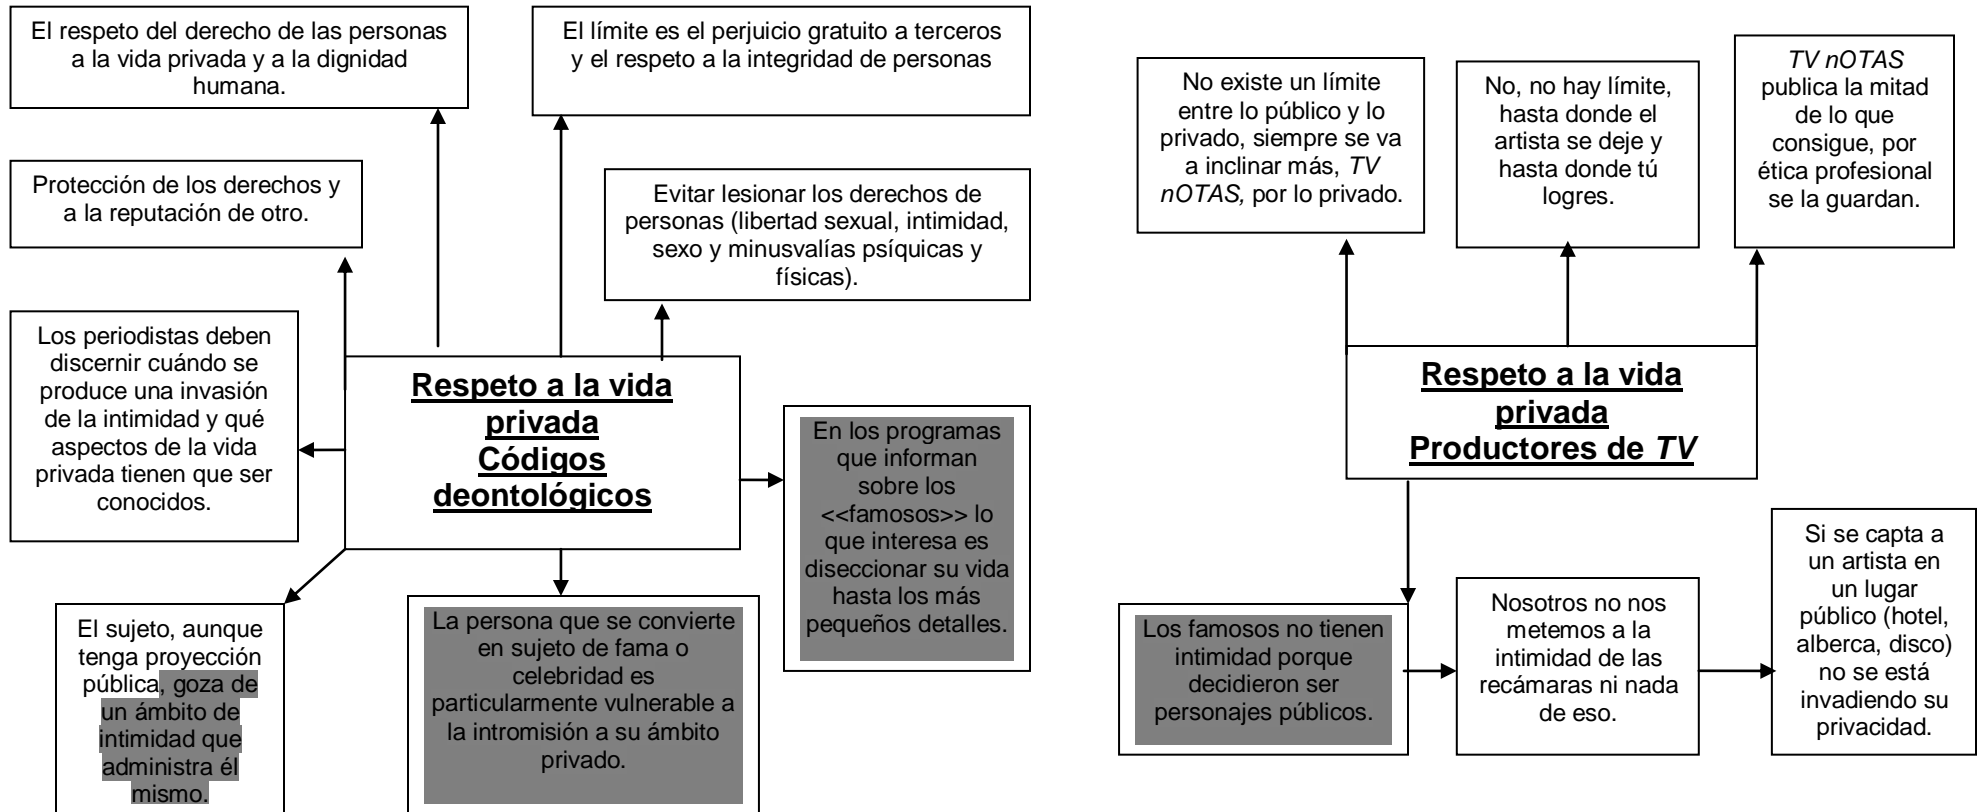 El respeto del derecho de las personas
a la vida privada y a la dignidad
humana.
El límite es el perjuicio gratuito a terceros
y el respeto a la integridad de personas
Protección de los derechos y
a la reputación de otro.
Evitar lesionar los derechos de
personas (libertad sexual, intimidad,
sexo y minusvalías psíquicas y
físicas).
Los periodistas deben
discernir cuándo se
produce una invasión
de la intimidad y qué
aspectos de la vida
privada tienen que ser
conocidos.
Respeto a la vida
privada
Códigos
deontológicos
En los programas
que informan
sobre los
<<famosos>> lo
que interesa es
diseccionar su vida
hasta los más
pequeños detalles.
El sujeto, aunque
tenga proyección
pública, goza de
un ámbito de
intimidad que
administra él
mismo.
La persona que se convierte
en sujeto de fama o
celebridad es
particularmente vulnerable a
la intromisión a su ámbito
privado.
No existe un límite
entre lo público y lo
privado, siempre se va
a inclinar más, TV
nOTAS, por lo privado.
No, no hay límite,
hasta donde el
artista se deje y
hasta donde tú
logres.
TV nOTAS
publica la mitad
de lo que
consigue, por
ética profesional
se la guardan.
Respeto a la vida
privada
Productores de TV
Los famosos no tienen
intimidad porque
decidieron ser
personajes públicos.
Nosotros no nos
metemos a la
intimidad de las
recámaras ni nada
de eso.
Si se capta a
un artista en
un lugar
público (hotel,
alberca, disco)
no se está
invadiendo su
privacidad.